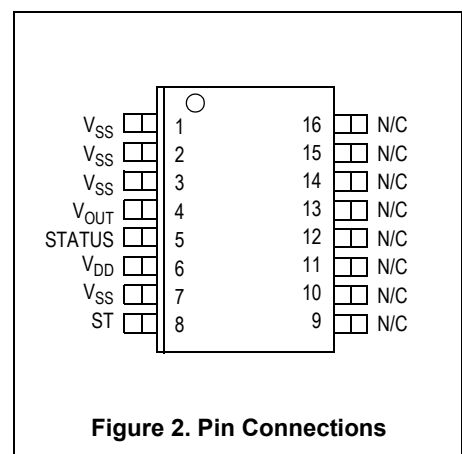 VSS 1 16 N/C
VSS 2 15 N/C
VSS 3 14 N/C
VOUT 4 13 N/C
STATUS 5 12 N/C
VDD 6 11 N/C
VSS 7 10 N/C
ST 8 9 N/C
Figure 2. Pin Connections